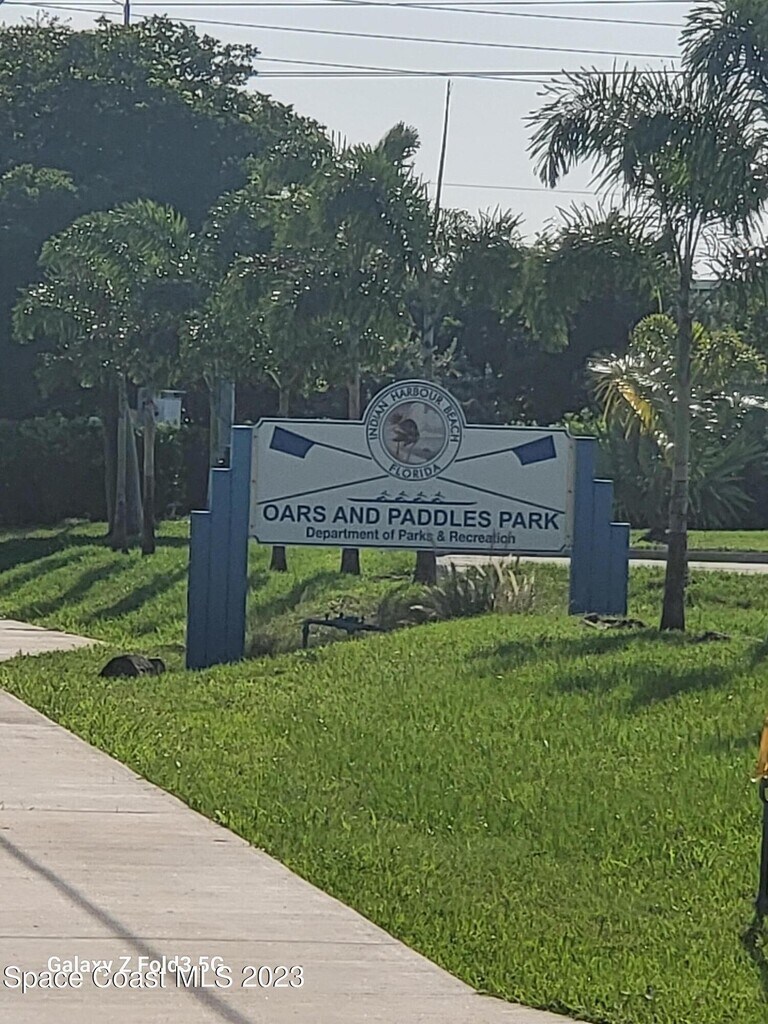 INDIAN HARBOUR BEACH
FLORIDA
OARS AND PADDLES PARK
Department of Parks & Recreation
Galaxy Z Fold3 5G
Space Coast MLS 2023